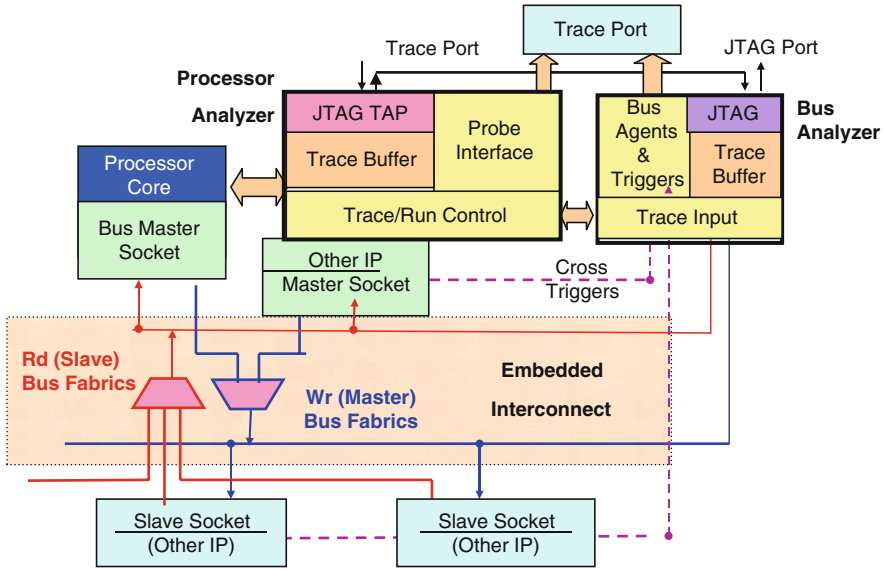 Trace Port
Trace Port
JTAG Port
Processor
Analyzer
JTAG TAP
Trace Buffer
Probe
Interface
Trace/Run Control
Bus
Agents
&
Triggers
JTAG
Trace
Buffer
Trace Input
Bus
Analyzer
Processor
Core
Bus Master
Socket
Other IP
Master Socket
Cross
Triggers
Rd (Slave)
Bus Fabrics
Wr (Master)
Bus Fabrics
Embedded
Interconnect
Slave Socket
(Other IP)
Slave Socket
(Other IP)